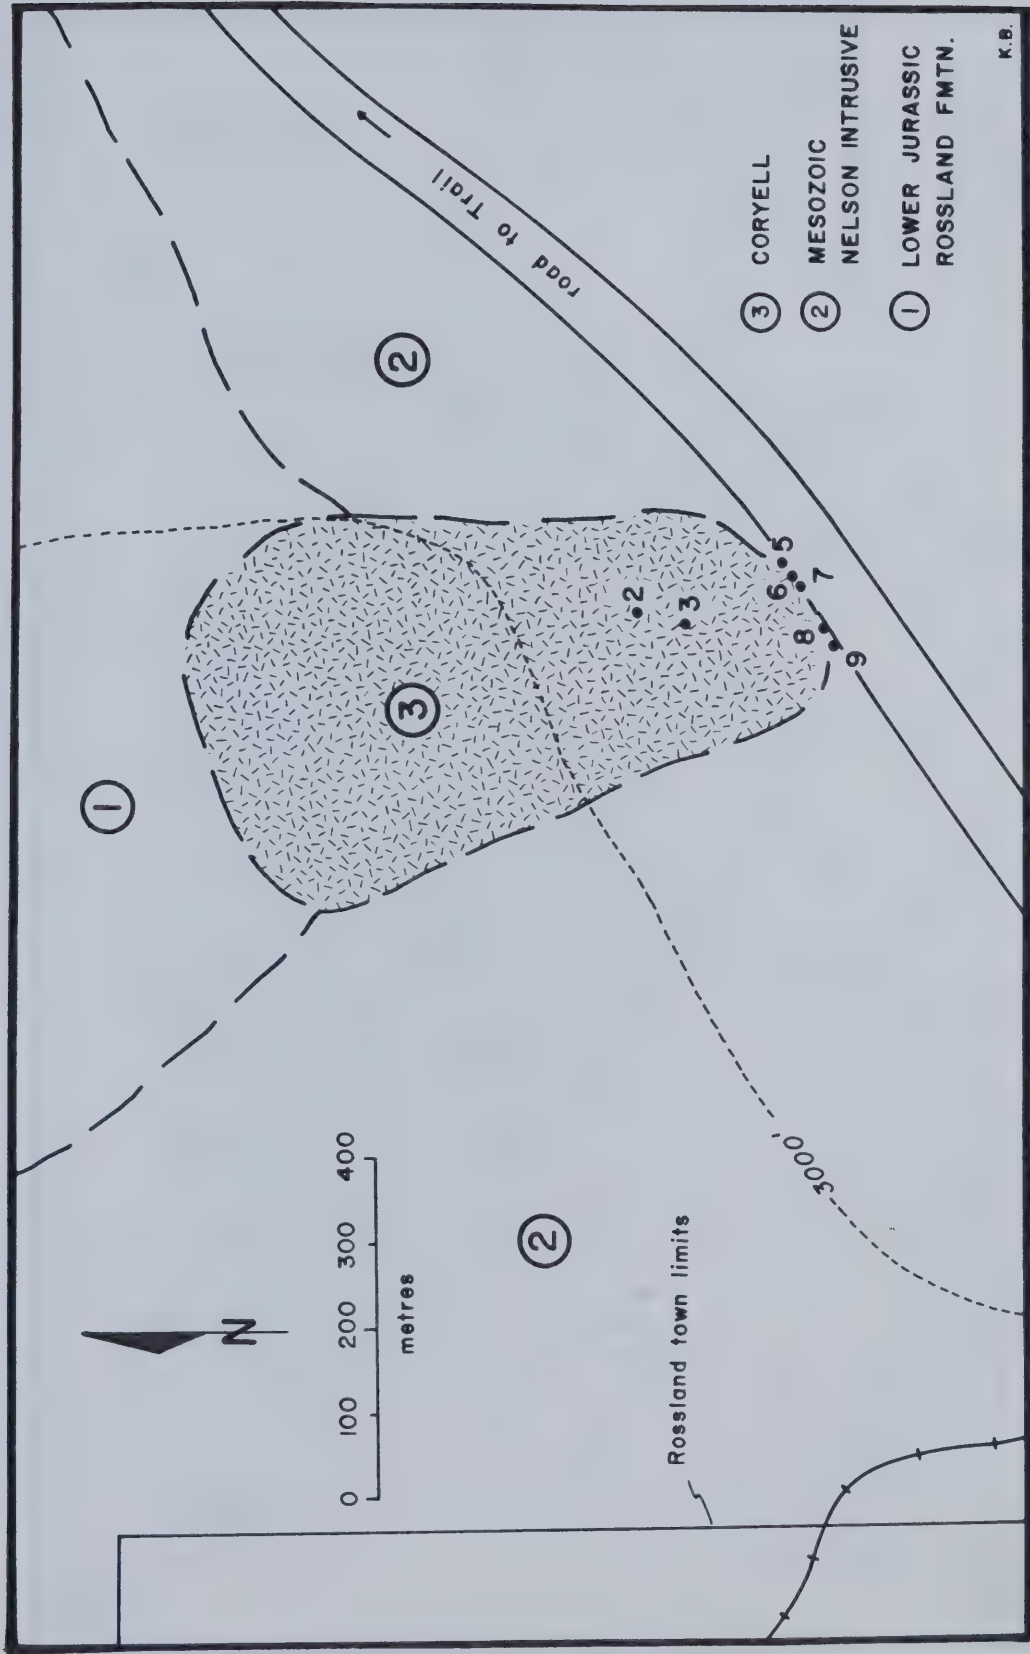 1
N
0 100 200 300 400
metres
3
2
2
2
3
5
6
7
8
9
3000'
Rossland town limits
road to Trail
3 CORYELL
2 MESOZOIC
NELSON INTRUSIVE
1 LOWER JURASSIC
ROSSLAND FMTN.
K.B.